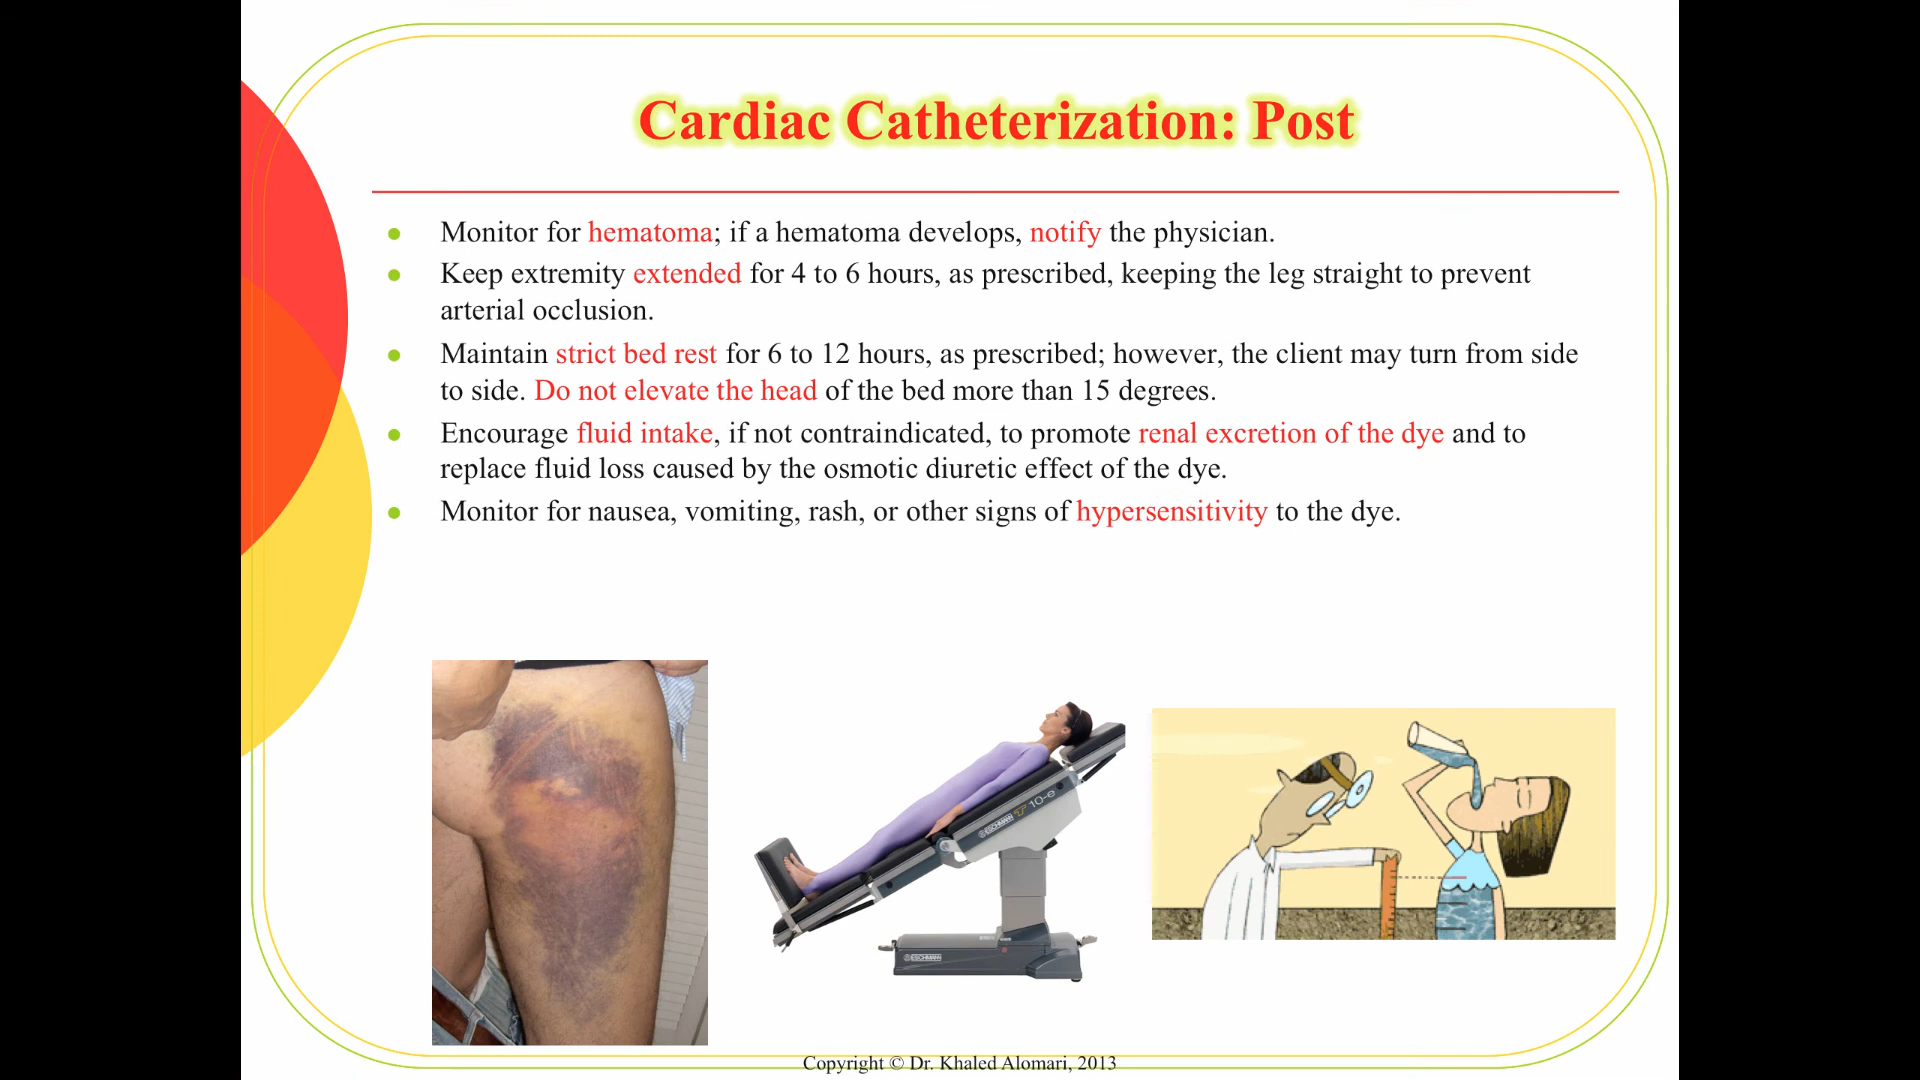 Cardiac Catheterization: Post
Monitor for hematoma; if a hematoma develops, notify the physician.
Keep extremity extended for 4 to 6 hours, as prescribed, keeping the leg straight to prevent
arterial occlusion.
Maintain strict bed rest for 6 to 12 hours, as prescribed; however, the client may turn from side
to side. Do not elevate the head of the bed more than 15 degrees.
Encourage fluid intake, if not contraindicated, to promote renal excretion of the dye and to
replace fluid loss caused by the osmotic diuretic effect of the dye.
Monitor for nausea, vomiting, rash, or other signs of hypersensitivity to the dye.
ESCHMANN T 10-e
ESCHMANN
Copyright © Dr. Khaled Alomari, 2013